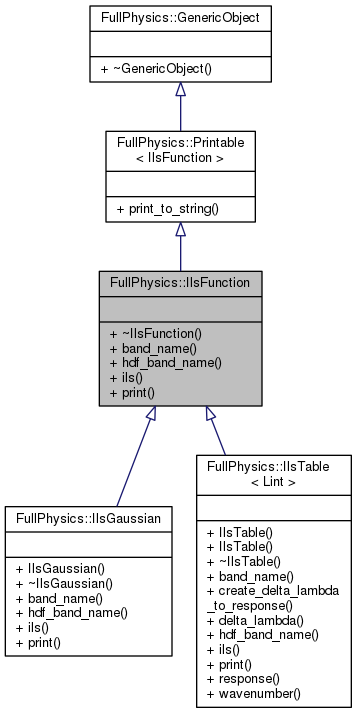 FullPhysics::GenericObject
+ ~GenericObject()
FullPhysics::Printable
< IlsFunction >
+ print_to_string()
FullPhysics::IlsFunction
+ ~IlsFunction()
+ band_name()
+ hdf_band_name()
+ ils()
+ print()
FullPhysics::IlsGaussian
+ IlsGaussian()
+ ~IlsGaussian()
+ band_name()
+ hdf_band_name()
+ ils()
+ print()
FullPhysics::IlsTable
< Lint >
+ IlsTable()
+ IlsTable()
+ ~IlsTable()
+ band_name()
+ create_delta_lambda
_to_response()
+ delta_lambda()
+ hdf_band_name()
+ ils()
+ print()
+ response()
+ wavenumber()